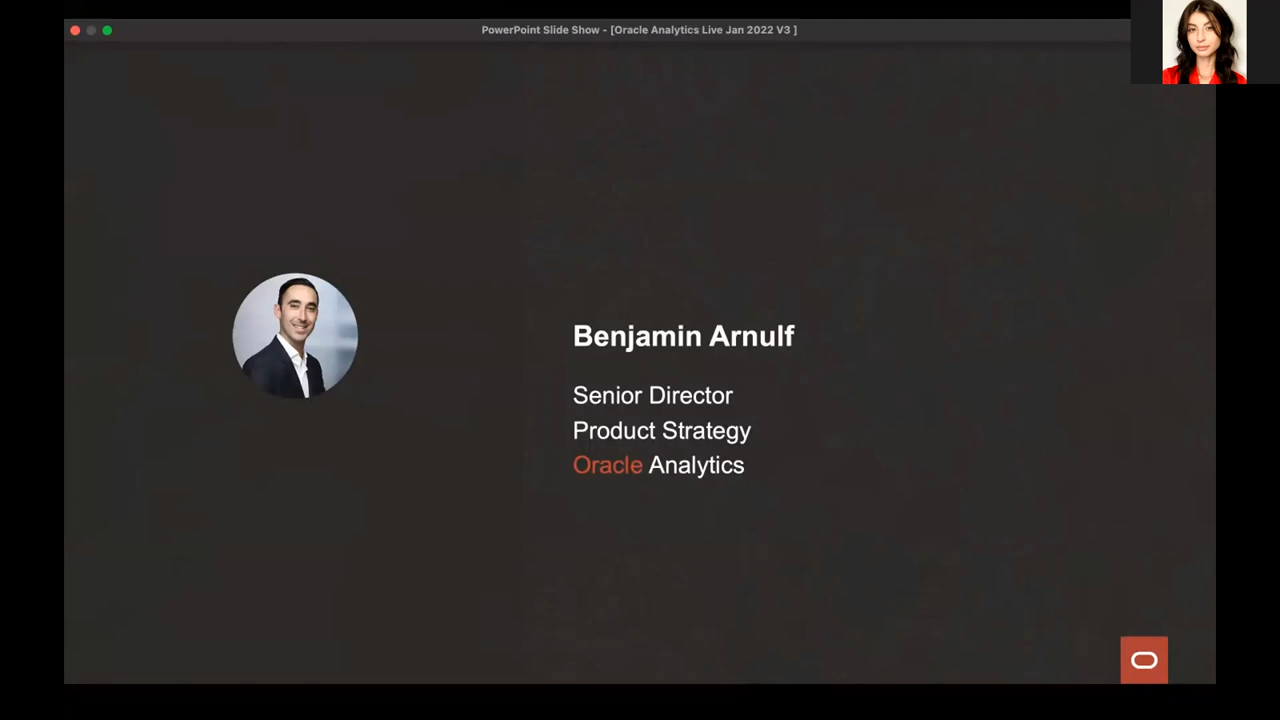 PowerPoint Slide Show - [Oracle Analytics Live Jan 2022 V3 ]
Benjamin Arnulf
Senior Director
Product Strategy
Oracle Analytics